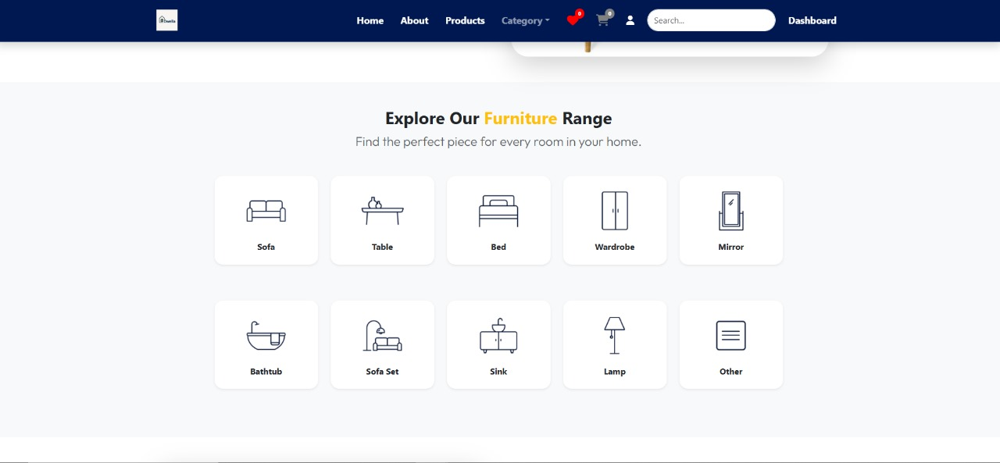 Dwella
Home About Products Category 0 0 Search... Dashboard
Explore Our Furniture Range
Find the perfect piece for every room in your home.
Sofa Table Bed Wardrobe Mirror
Bathtub Sofa Set Sink Lamp Other